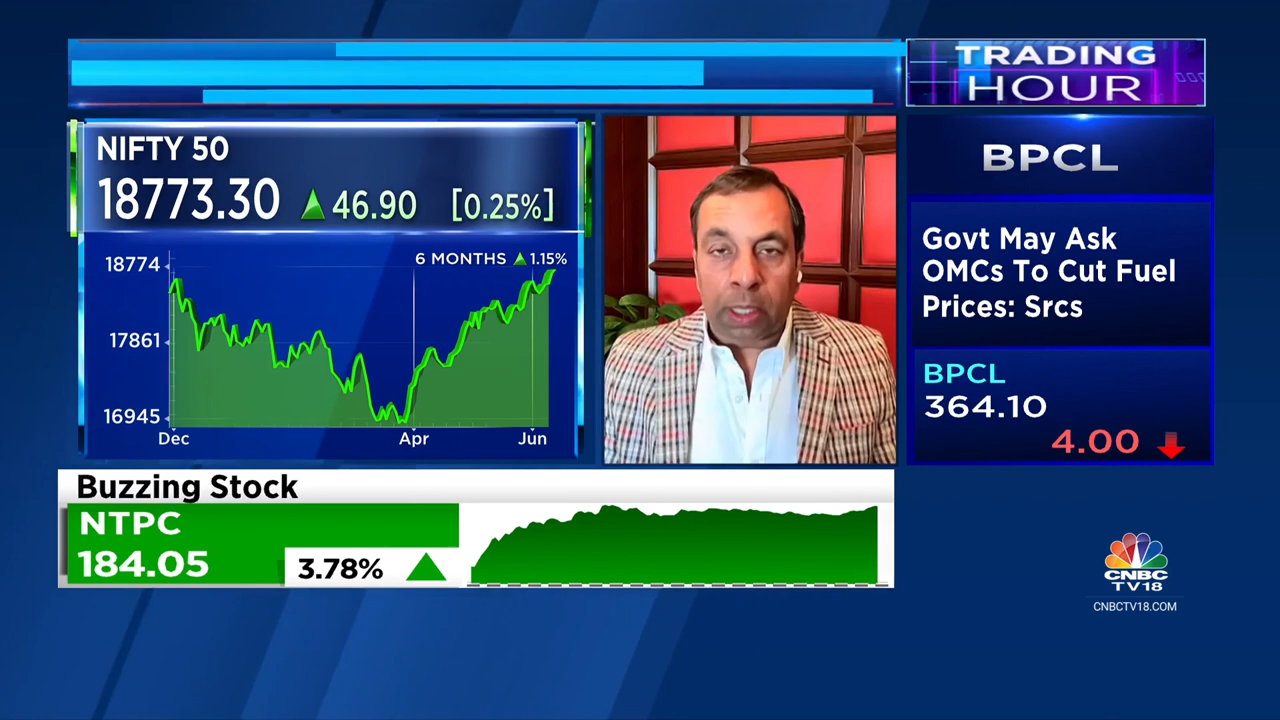 TRADING
HOUR
NIFTY 50
18773.30 ▲ 46.90 [0.25%]
6 MONTHS ▲ 1.15%
18774
17861
16945
Dec
Apr
Jun
BPCL
Govt May Ask
OMCs To Cut Fuel
Prices: Srcs
BPCL
364.10
4.00
Buzzing Stock
NTPC
184.05
3.78%
CNBC
TV18
CNBCTV18.COM